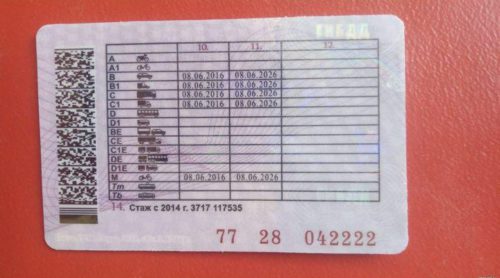 ГИБДД
10. 11. 12.
A
A1
B 08.06.2016 08.06.2026
B1 08.06.2016 08.06.2026
C 08.06.2016 08.06.2026
C1 08.06.2016 08.06.2026
D
D1
BE
CE
C1E
DE
D1E
M 08.06.2016 08.06.2026
Tm
Tb
14. Стаж с 2014 г. 3717 117535
77 28 042222